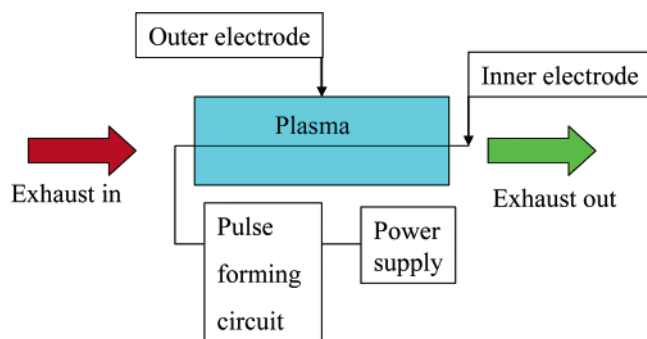 Outer electrode
Inner electrode
Plasma
Exhaust in
Exhaust out
Pulse
forming
circuit
Power
supply